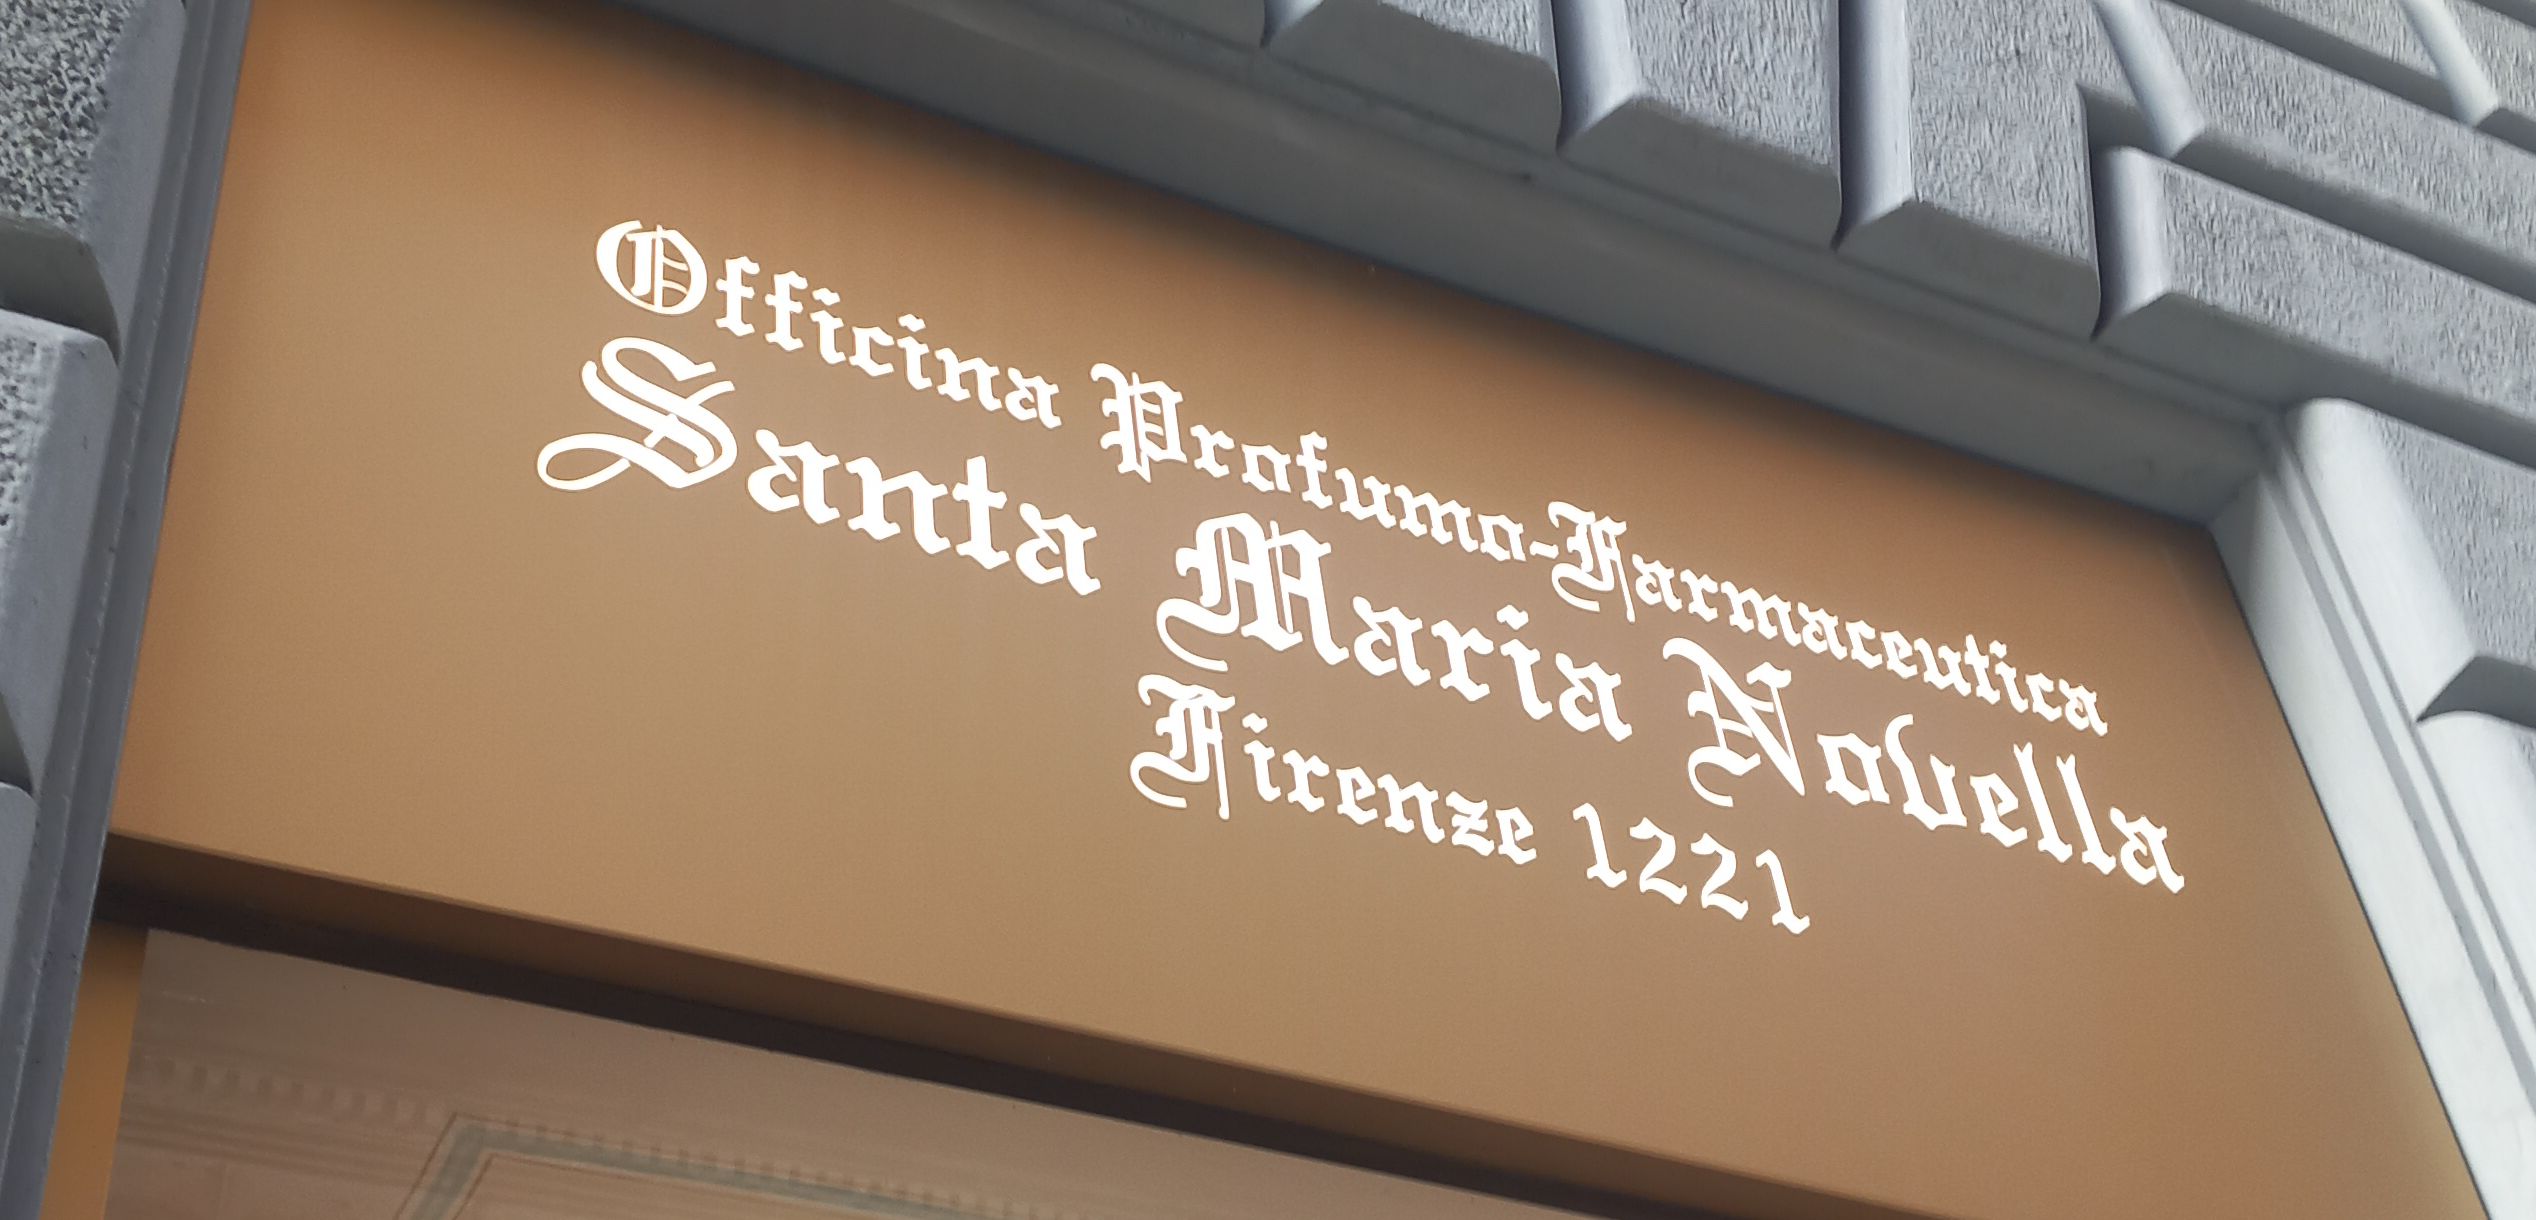 Officina Profumo-Farmaceutica
Santa Maria Novella
Firenze 1221